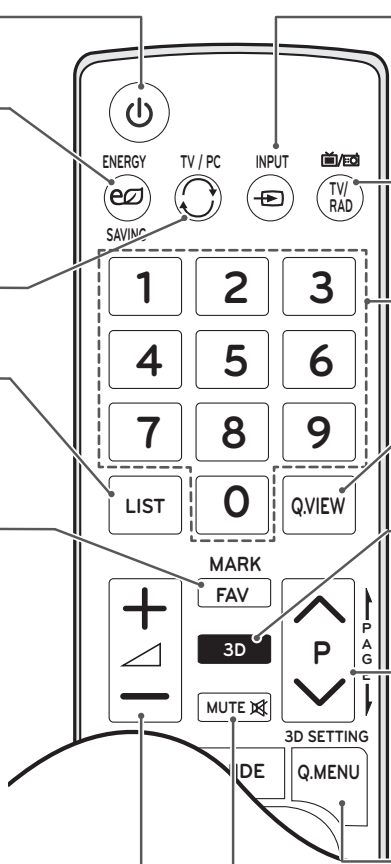 ENERGY TV / PC INPUT
TV/
RAD
SAVING
1 2 3
4 5 6
7 8 9
LIST 0 Q.VIEW
MARK
FAV
3D
P
PAGE
MUTE
3D SETTING
IDE Q.MENU